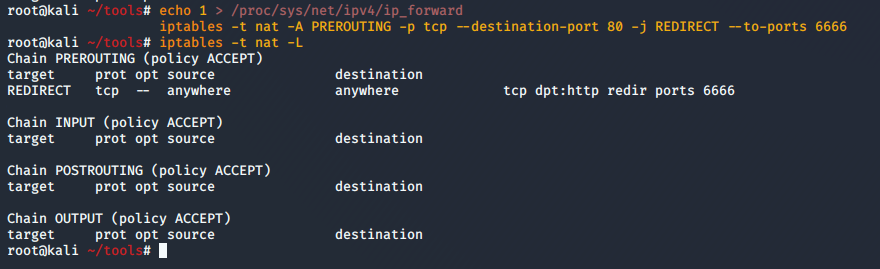 root@kali ~/tools# echo 1 > /proc/sys/net/ipv4/ip_forward
iptables -t nat -A PREROUTING -p tcp --destination-port 80 -j REDIRECT --to-ports 6666
root@kali ~/tools# iptables -t nat -L
Chain PREROUTING (policy ACCEPT)
target     prot opt source               destination
REDIRECT   tcp  --  anywhere             anywhere             tcp dpt:http redir ports 6666

Chain INPUT (policy ACCEPT)
target     prot opt source               destination

Chain POSTROUTING (policy ACCEPT)
target     prot opt source               destination

Chain OUTPUT (policy ACCEPT)
target     prot opt source               destination
root@kali ~/tools#